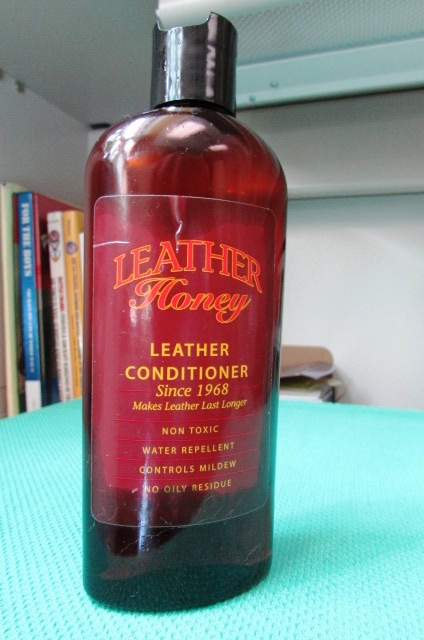 LEATHER
Honey
LEATHER
CONDITIONER
Since 1968
Makes Leather Last Longer
NON TOXIC
WATER REPELLENT
CONTROLS MILDEW
NO OILY RESIDUE
FOR THE BOYS